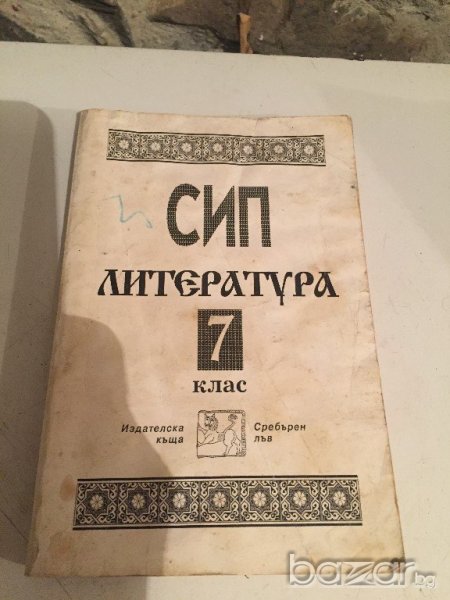 СИП
ЛИТЕРАТУРА
7
клас
Издателска
къща
Сребърен
лъв
bazar.bg